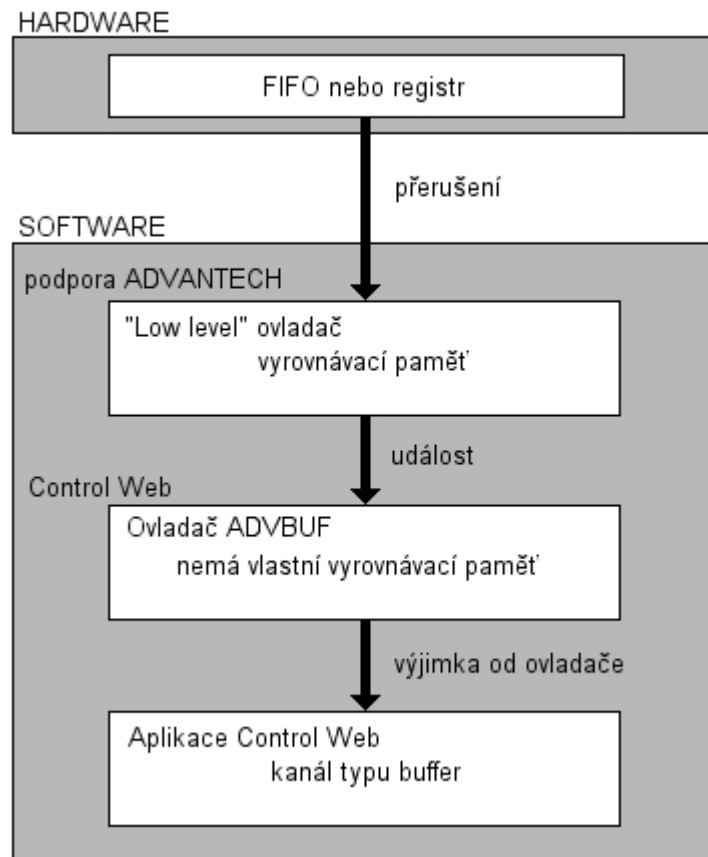 HARDWARE
FIFO nebo registr
přerušení
SOFTWARE
podpora ADVANTECH
"Low level" ovladač
vyrovnávací paměť
událost
Control Web
Ovladač ADVBUF
nemá vlastní vyrovnávací paměť
výjimka od ovladače
Aplikace Control Web
kanál typu buffer